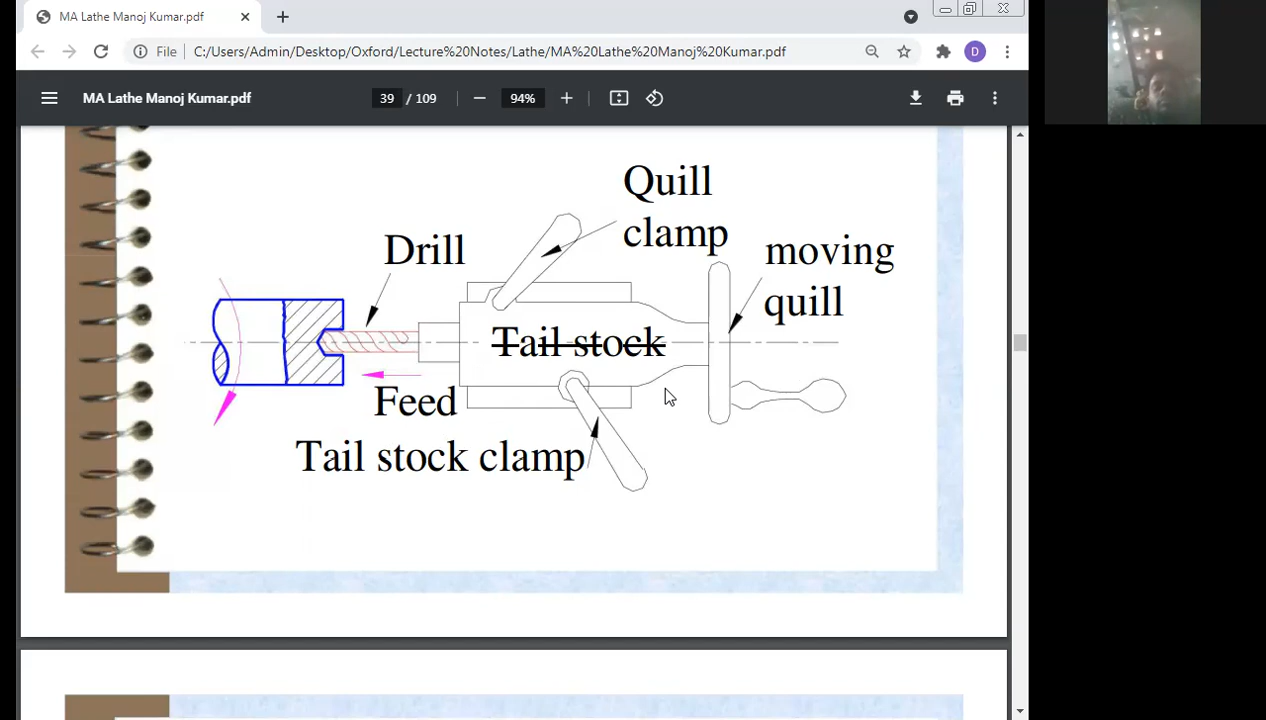 MA Lathe Manoj Kumar.pdf
File
C:/Users/Admin/Desktop/Oxford/Lecture%20Notes/Lathe/MA%20Lathe%20Manoj%20Kumar.pdf
D
MA Lathe Manoj Kumar.pdf
39 / 109
94%
Quill
clamp
Drill
moving
quill
Tail stock
Feed
Tail stock clamp